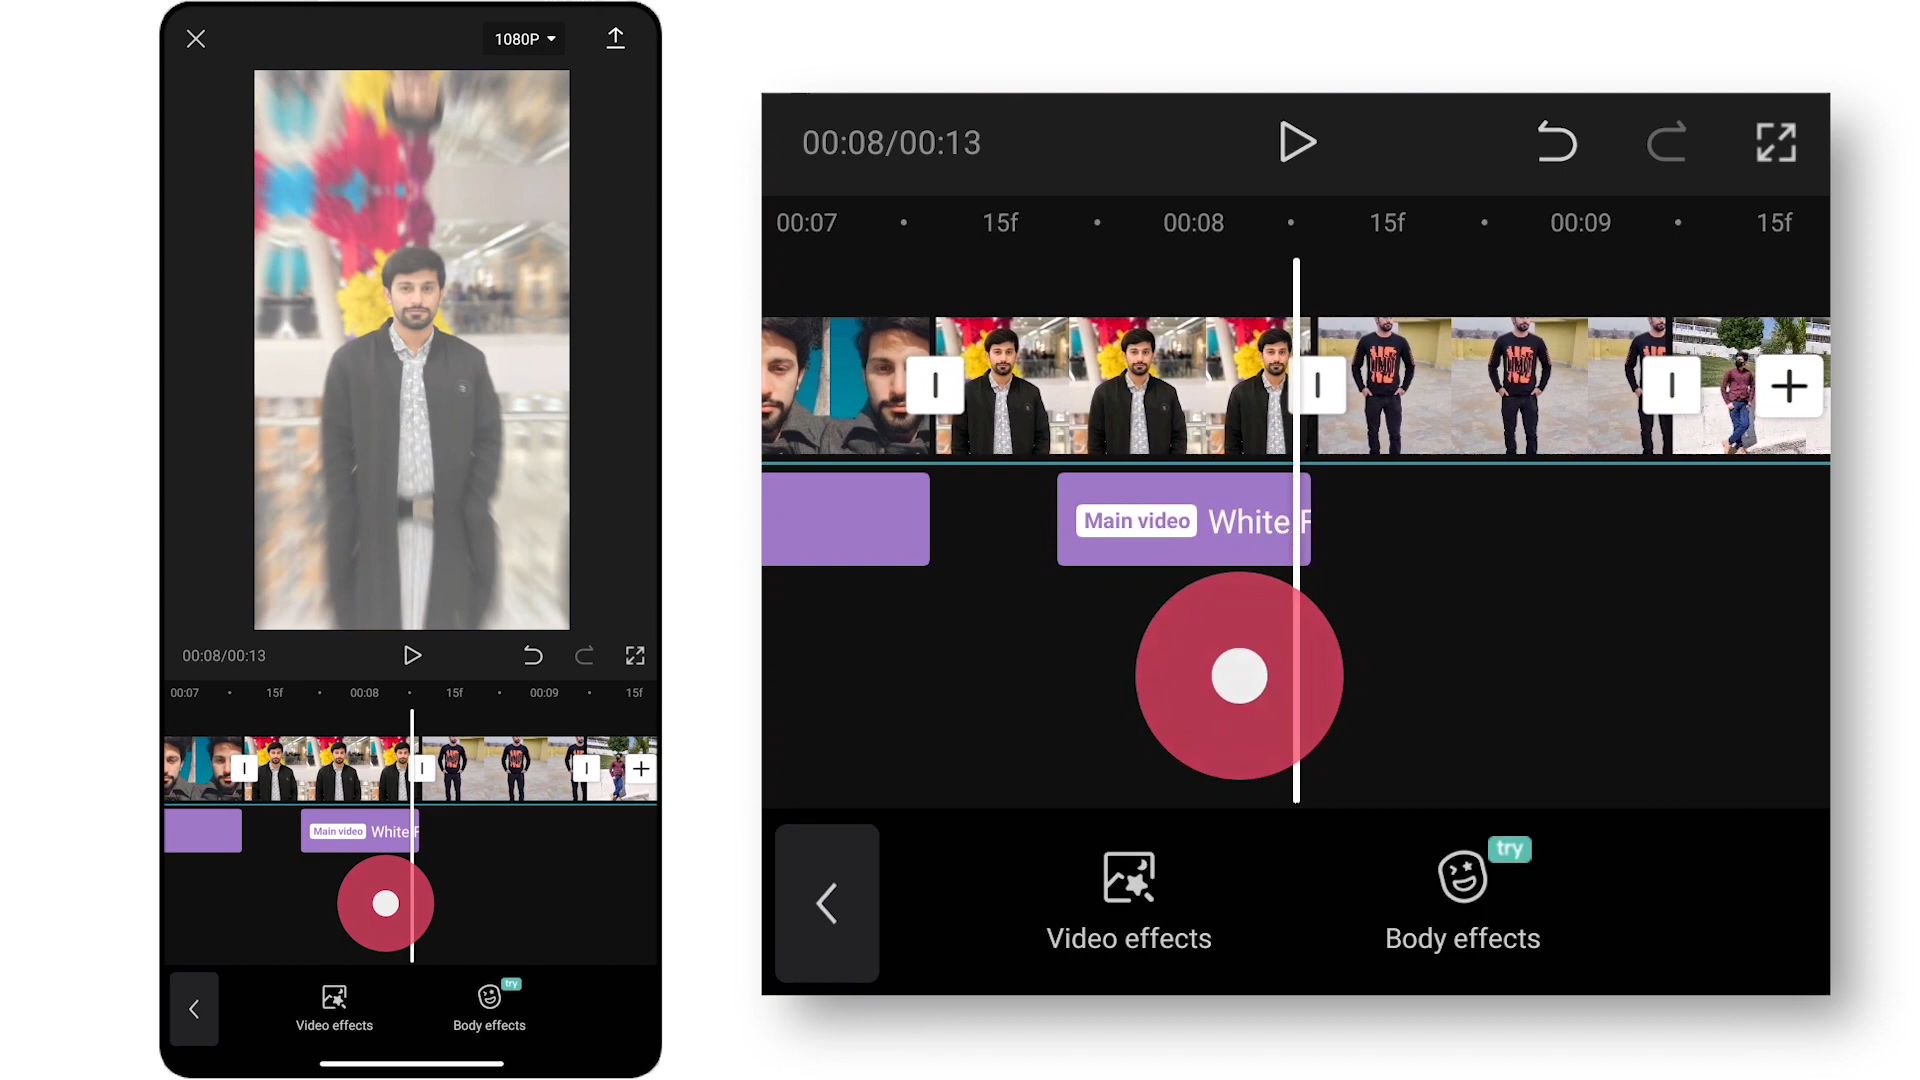 1080P
00:08/00:13
00:07 15f 00:08 15f 00:09 15f
Main video White F
Video effects
try
Body effects
00:08/00:13
00:07 15f 00:08 15f 00:09 15f
Main video White F
Video effects
try
Body effects